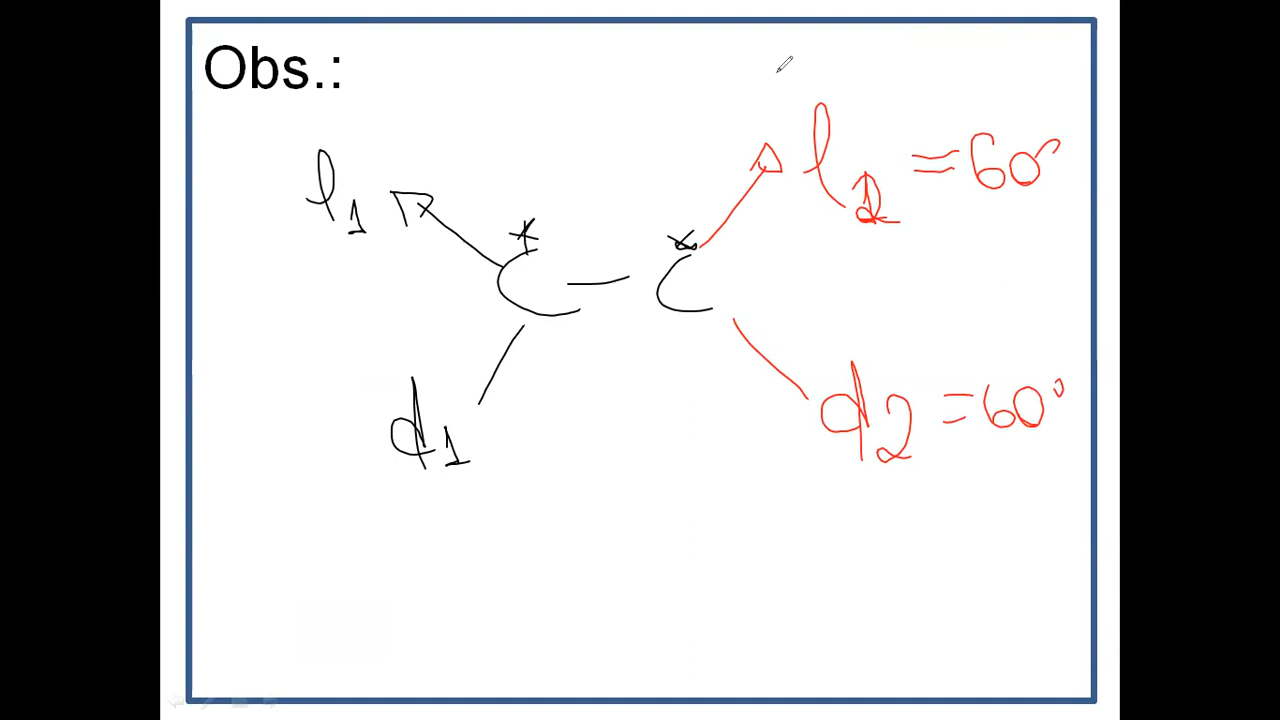 Obs.:
l2 = 60°
l1
C* — C*
d2 = 60°
d1